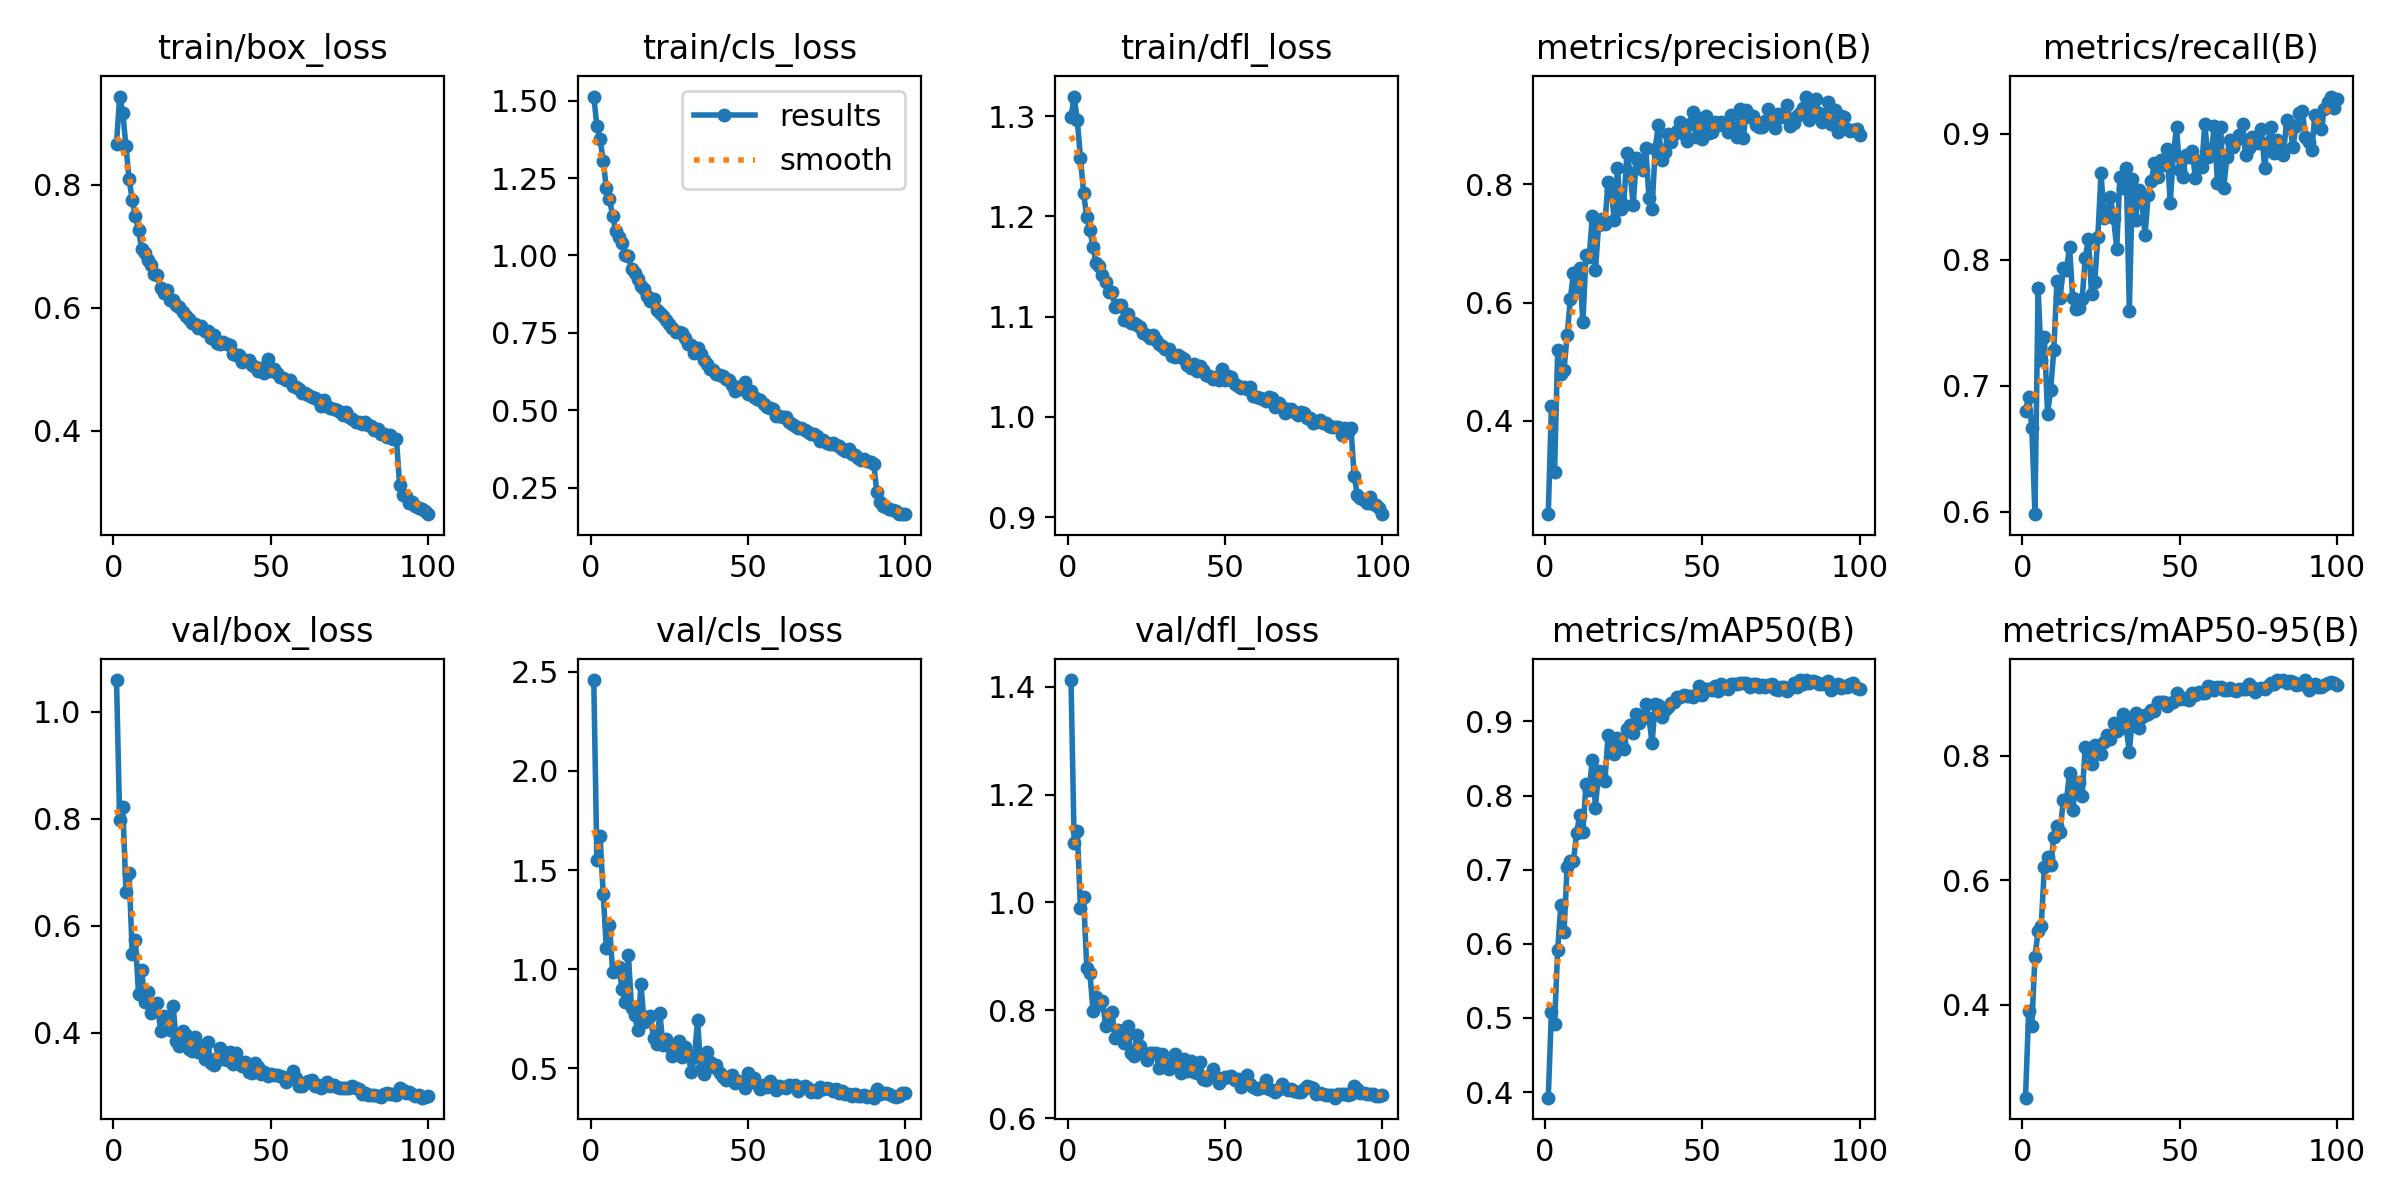 train/box_loss
0.8
0.6
0.4
0 50 100
train/cls_loss
results
smooth
1.50
1.25
1.00
0.75
0.50
0.25
0 50 100
train/dfl_loss
1.3
1.2
1.1
1.0
0.9
0 50 100
metrics/precision(B)
0.8
0.6
0.4
0 50 100
metrics/recall(B)
0.9
0.8
0.7
0.6
0 50 100
val/box_loss
1.0
0.8
0.6
0.4
0 50 100
val/cls_loss
2.5
2.0
1.5
1.0
0.5
0 50 100
val/dfl_loss
1.4
1.2
1.0
0.8
0.6
0 50 100
metrics/mAP50(B)
0.9
0.8
0.7
0.6
0.5
0.4
0 50 100
metrics/mAP50-95(B)
0.8
0.6
0.4
0 50 100